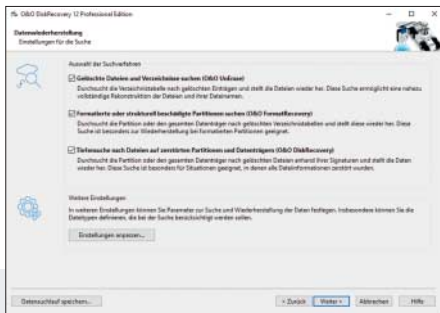 O&O DiskRecovery 12 Professional Edition
Datenwiederherstellung
Einstellungen für die Suche
Auswahl der Suchverfahren
Gelöschte Dateien und Verzeichnisse suchen (O&O UnErase)
Durchsucht die Verzeichnistabelle nach gelöschten Einträgen und stellt die Dateien wieder her. Diese Suche ermöglicht eine nahezu
vollständige Rekonstruktion der Dateien und ihrer Dateinamen.
Formatierte oder strukturell beschädigte Partitionen suchen (O&O FormatRecovery)
Durchsucht die Partition oder den gesamten Datenträger nach gelöschten Verzeichnistabellen und stellt diese wieder her. Diese
Suche ist besonders zur Wiederherstellung bei formatierten Partitionen geeignet.
Tiefensuche nach Dateien auf zerstörten Partitionen und Datenträgern (O&O DiskRecovery)
Durchsucht die Partition oder den gesamten Datenträger nach gelöschten Dateien anhand ihrer Signaturen und stellt die Daten
wieder her. Diese Suche ist besonders für Situationen geeignet, in denen alle Dateiinformationen zerstört wurden.
Weitere Einstellungen
In weiteren Einstellungen können Sie Parameter zur Suche und Wiederherstellung der Daten festlegen. Insbesondere können Sie die
Dateitypen definieren, die bei der Suche berücksichtigt werden sollen.
Einstellungen anpassen...
Datensuchlauf speichern...
< Zurück
Weiter >
Abbrechen
Hilfe